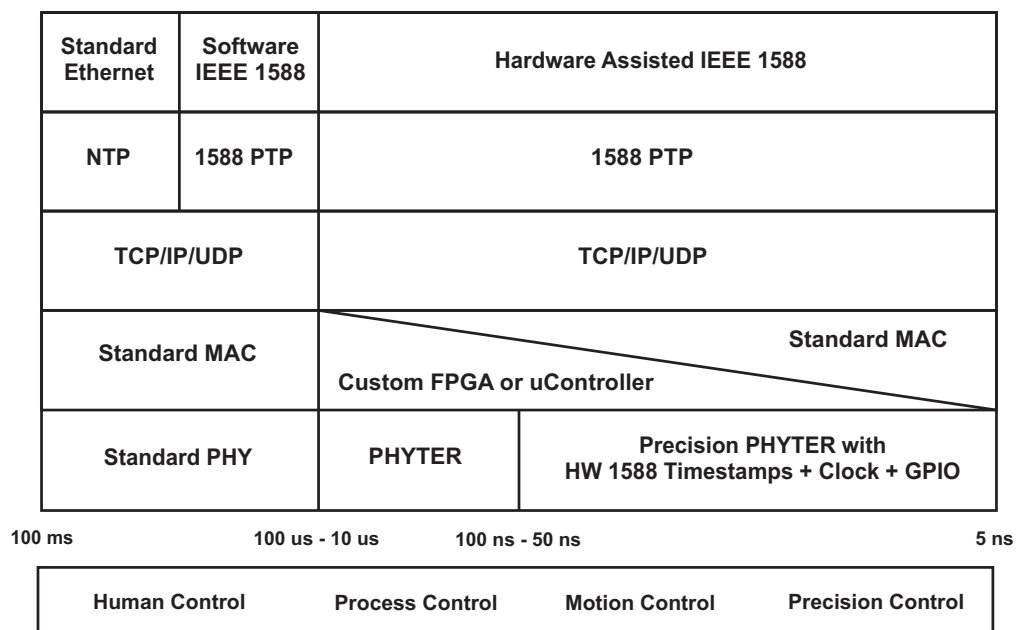 Standard
Ethernet
Software
IEEE 1588
Hardware Assisted IEEE 1588
NTP
1588 PTP
1588 PTP
TCP/IP/UDP
TCP/IP/UDP
Standard MAC
Standard MAC
Custom FPGA or uController
Standard PHY
PHYTER
Precision PHYTER with
HW 1588 Timestamps + Clock + GPIO
100 ms
100 us - 10 us
100 ns - 50 ns
5 ns
Human Control
Process Control
Motion Control
Precision Control